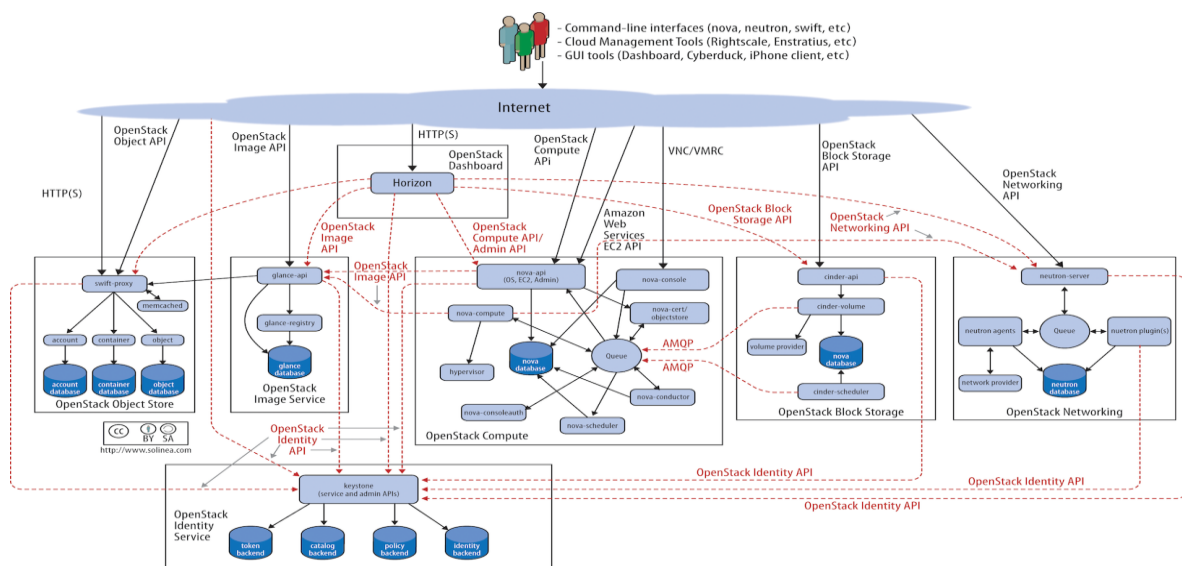 - Command-line interfaces (nova, neutron, swift, etc)
- Cloud Management Tools (Rightscale, Enstratius, etc)
- GUI tools (Dashboard, Cyberduck, iPhone client, etc)
Internet
OpenStack
Object API
HTTP(S)
OpenStack
Image API
HTTP(S)
OpenStack
Dashboard
Horizon
OpenStack
Compute
APi
VNC/VMRC
OpenStack
Block Storage
API
OpenStack
Networking
API
OpenStack
Image
API
OpenStack
Compute API/
Admin API
Amazon
Web
Services
EC2 API
OpenStack Block
Storage API
OpenStack
Networking API
OpenStack
Image API
swift-proxy
memcached
account
container
object
account
database
container
database
object
database
OpenStack Object Store
glance-api
glance-registry
glance
database
OpenStack
Image Service
nova-api
(OS, EC2, Admin)
nova-console
nova-compute
nova-cert/
objectstore
hypervisor
nova
database
Queue
nova-consoleauth
nova-conductor
nova-scheduler
OpenStack Compute
AMQP
AMQP
cinder-api
cinder-volume
volume provider
nova
database
cinder-scheduler
OpenStack Block Storage
neutron-server
neutron agents
Queue
nuetron plugin(s)
network provider
neutron
database
OpenStack Networking
cc
BY SA
http://www.solinea.com
OpenStack
Identity
API
OpenStack Identity API
OpenStack Identity API
OpenStack Identity API
keystone
(service and admin APIs)
OpenStack
Identity
Service
token
backend
catalog
backend
policy
backend
identity
backend